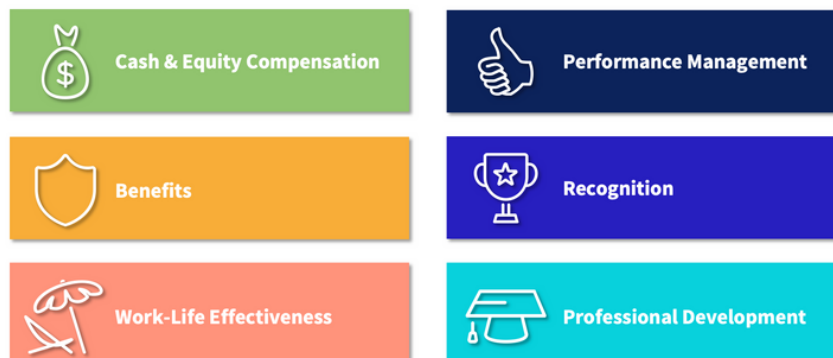 Cash & Equity Compensation
Performance Management
Benefits
Recognition
Work-Life Effectiveness
Professional Development